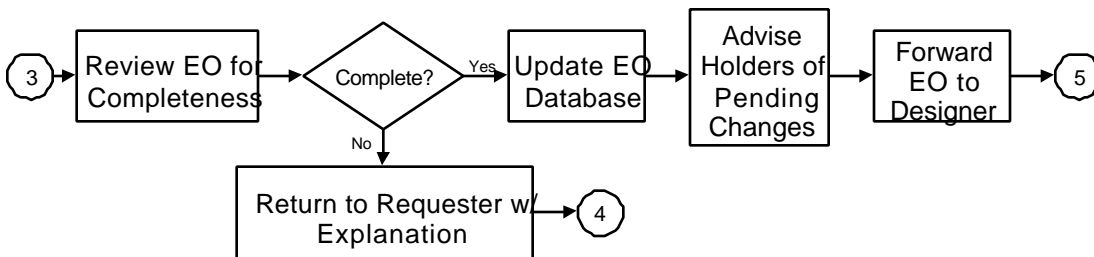 3
Review EO for
Completeness
Complete?
Yes
Update EO
Database
Advise
Holders of
Pending
Changes
Forward
EO to
Designer
5
No
Return to Requester w/
Explanation
4